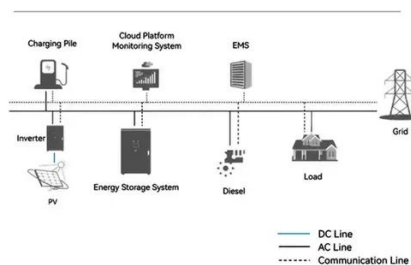 Charging Pile
Cloud Platform
Monitoring System
EMS
Grid
Inverter
PV
Energy Storage System
Diesel
Load
DC Line
AC Line
Communication Line